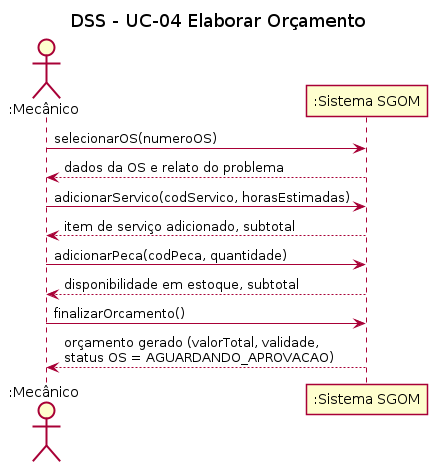 DSS - UC-04 Elaborar Orçamento
:Mecânico
:Sistema SGOM
selecionarOS(numeroOS)
dados da OS e relato do problema
adicionarServico(codServico, horasEstimadas)
item de serviço adicionado, subtotal
adicionarPeca(codPeca, quantidade)
disponibilidade em estoque, subtotal
finalizarOrcamento()
orçamento gerado (valorTotal, validade,
status OS = AGUARDANDO_APROVACAO)
:Mecânico
:Sistema SGOM